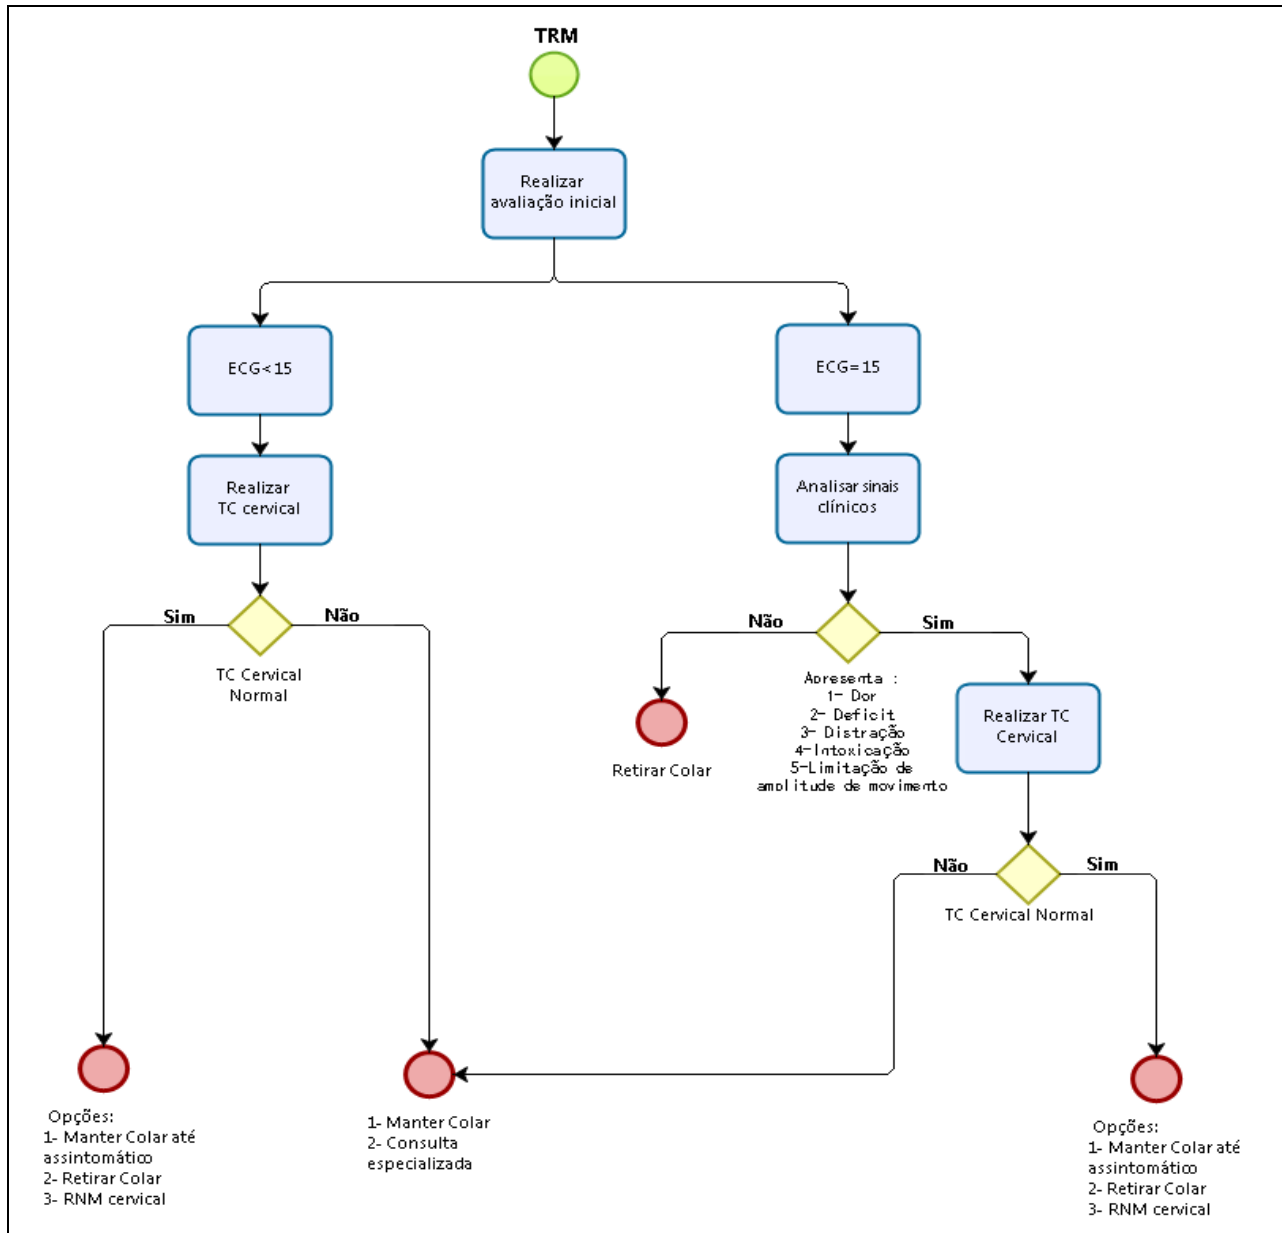 TRM
Realizar
avaliação inicial
ECG<15
ECG=15
Realizar
TC cervical
Analisar sinais
clínicos
Sim
Não
TC Cervical
Normal
Não
Sim
Apresenta :
1- Dor
2- Deficit
3- Distração
4-Intoxicação
5-Limitação de
amplitude de movimento
Retirar Colar
Realizar TC
Cervical
Não
Sim
TC Cervical Normal
Opções:
1- Manter Colar até
assintomático
2- Retirar Colar
3- RNM cervical
1- Manter Colar
2- Consulta
especializada
Opções:
1- Manter Colar até
assintomático
2- Retirar Colar
3- RNM cervical